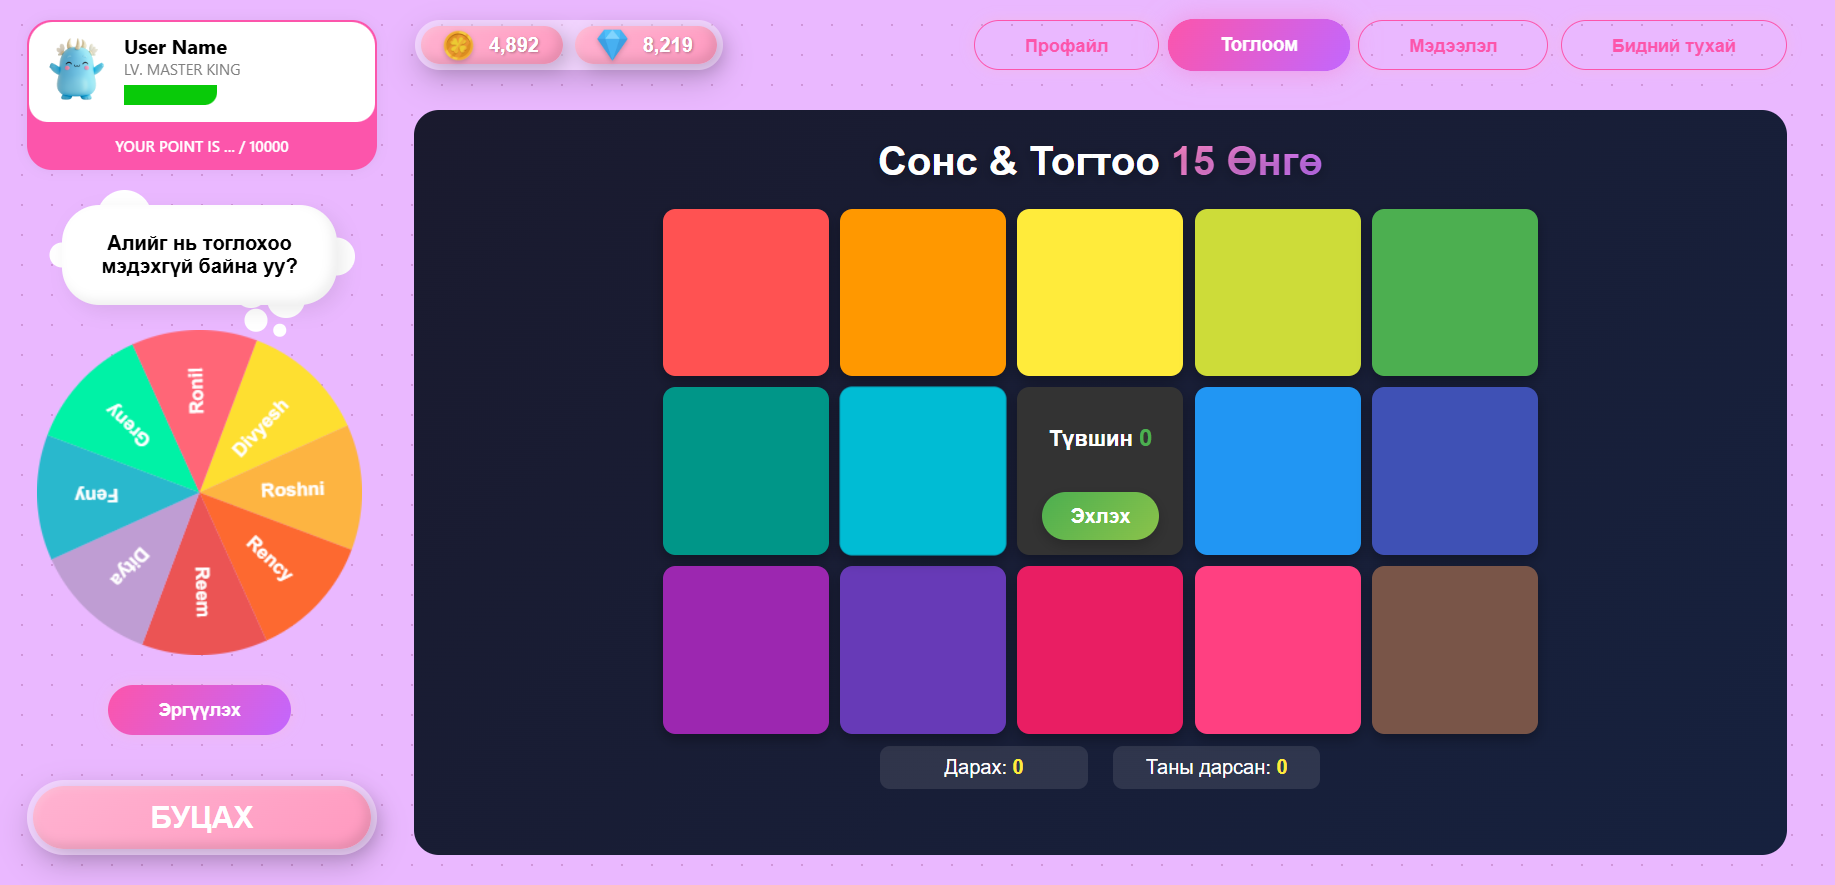 User Name
LV. MASTER KING
YOUR POINT IS ... / 10000
4,892
8,219
Профайл
Тоглоом
Мэдээлэл
Бидний тухай
Алийг нь тоглохоо
мэдэхгүй байна уу?
Ronil
Divyesh
Roshni
Rency
Reem
Ditya
Feny
Greny
Эргүүлэх
БУЦАХ
Сонс & Тогтоо 15 Өнгө
Түвшин 0
Эхлэх
Дарах: 0
Таны дарсан: 0